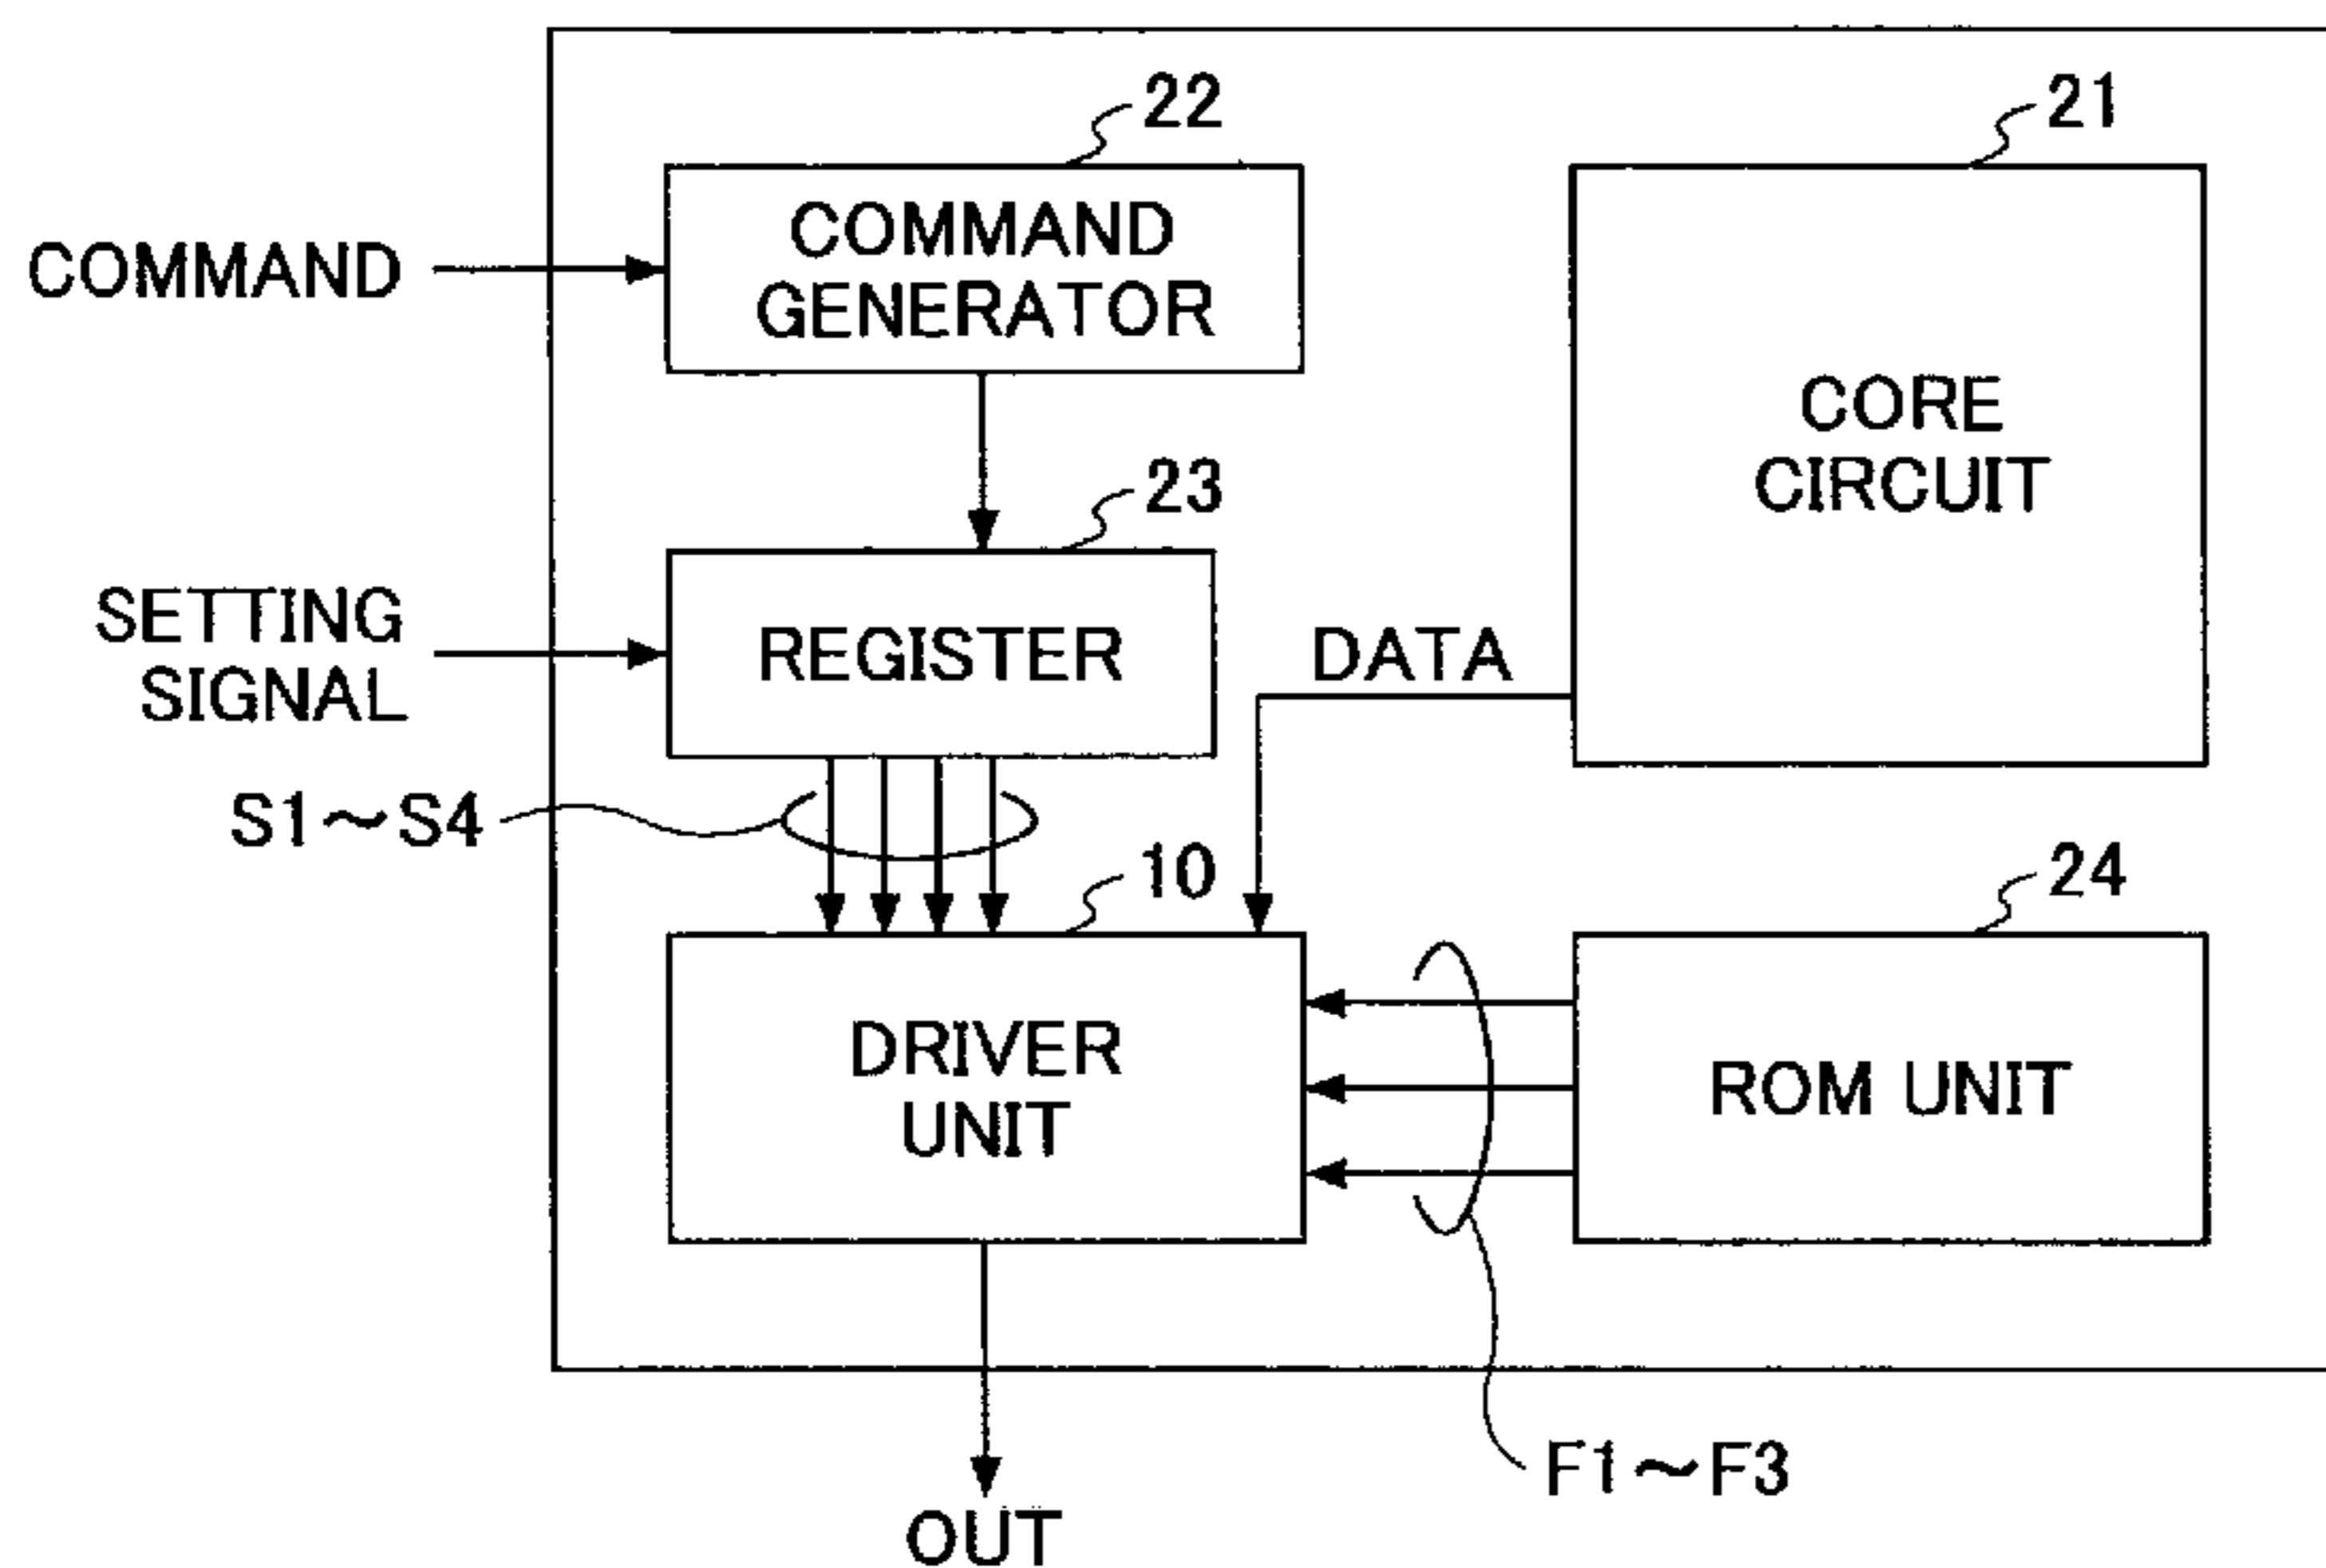 22
21
COMMAND
COMMAND
GENERATOR
CORE
CIRCUIT
23
SETTING
SIGNAL
REGISTER
DATA
S1~S4
10
24
DRIVER
UNIT
ROM UNIT
F1~F3
OUT